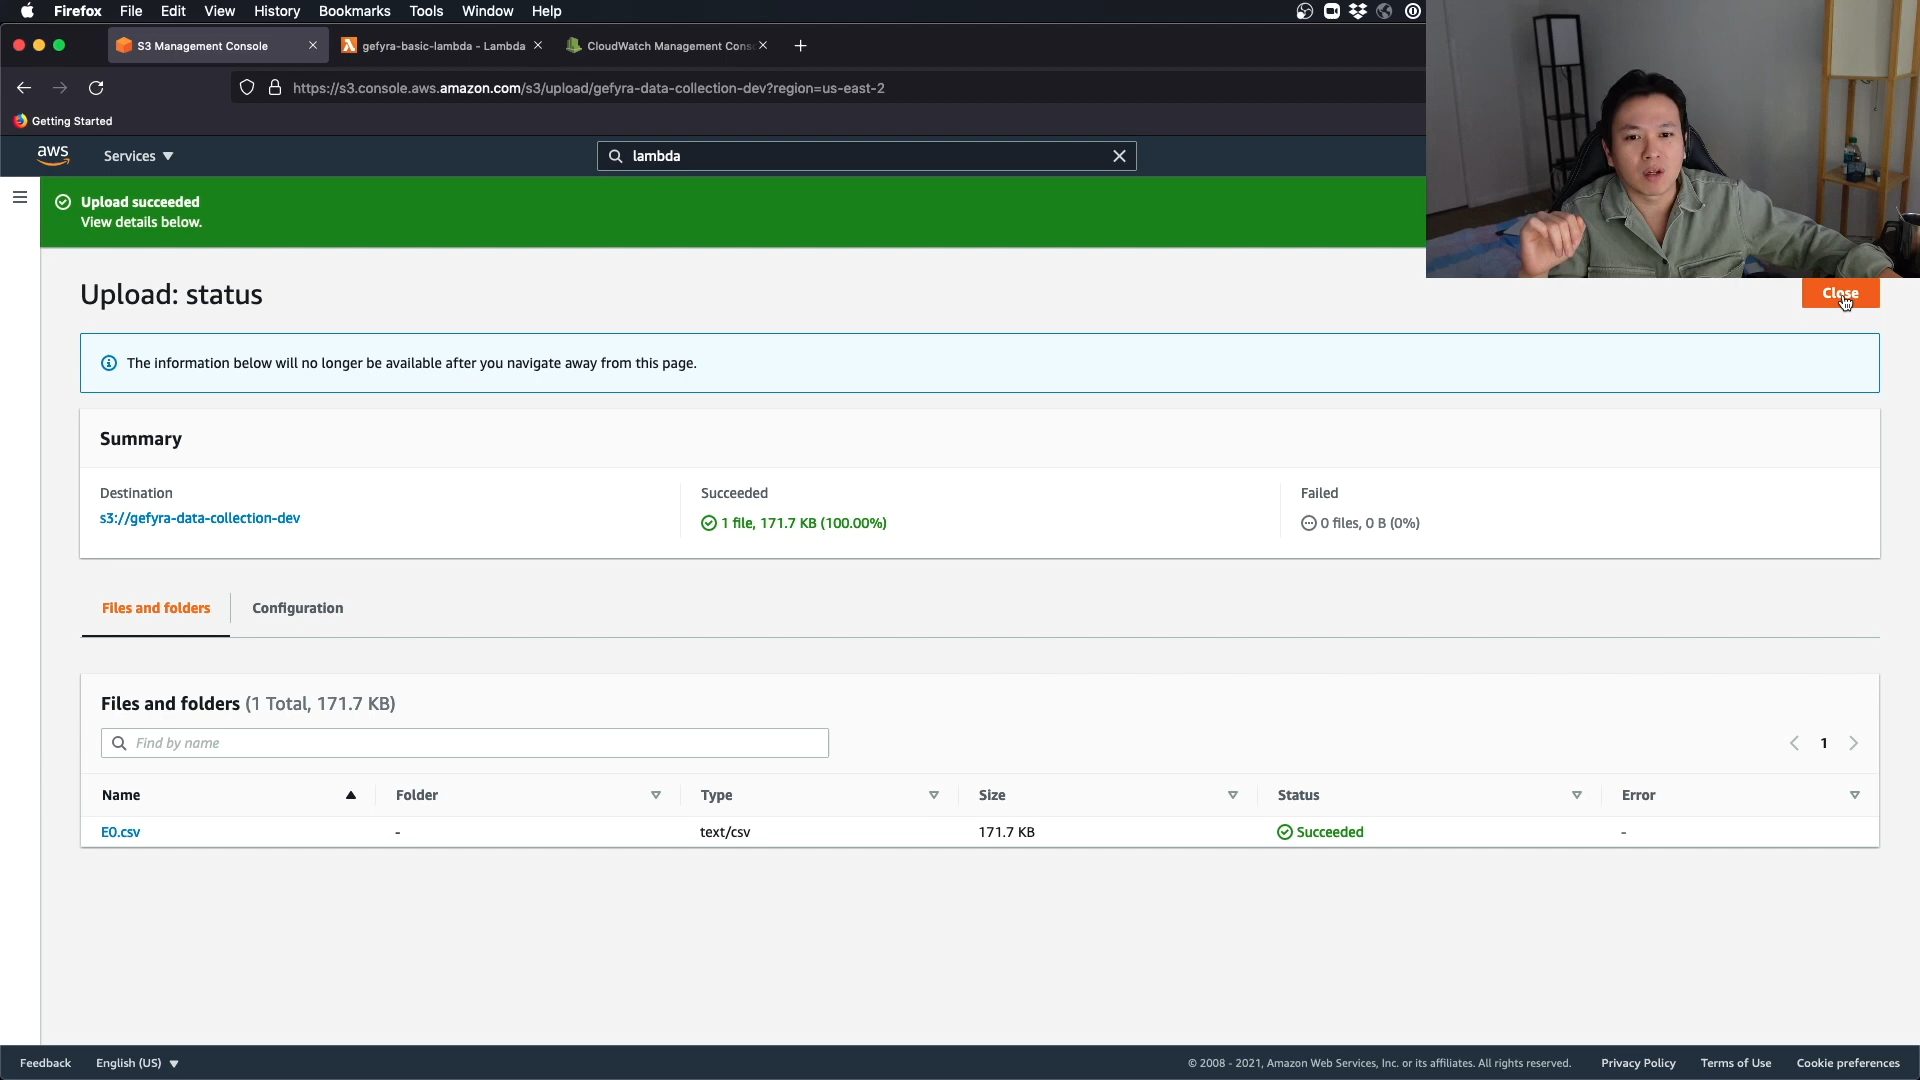 Firefox File Edit View History Bookmarks Tools Window Help
S3 Management Console
gefyra-basic-lambda - Lambda
CloudWatch Management Cons
https://s3.console.aws.amazon.com/s3/upload/gefyra-data-collection-dev?region=us-east-2
Getting Started
aws Services lambda
Upload succeeded
View details below.
Upload: status
Close
The information below will no longer be available after you navigate away from this page.
Summary
Destination Succeeded Failed
s3://gefyra-data-collection-dev 1 file, 171.7 KB (100.00%) 0 files, 0 B (0%)
Files and folders Configuration
Files and folders (1 Total, 171.7 KB)
Find by name 1
Name Folder Type Size Status Error
E0.csv - text/csv 171.7 KB Succeeded -
Feedback English (US) © 2008 - 2021, Amazon Web Services, Inc. or its affiliates. All rights reserved. Privacy Policy Terms of Use Cookie preferences